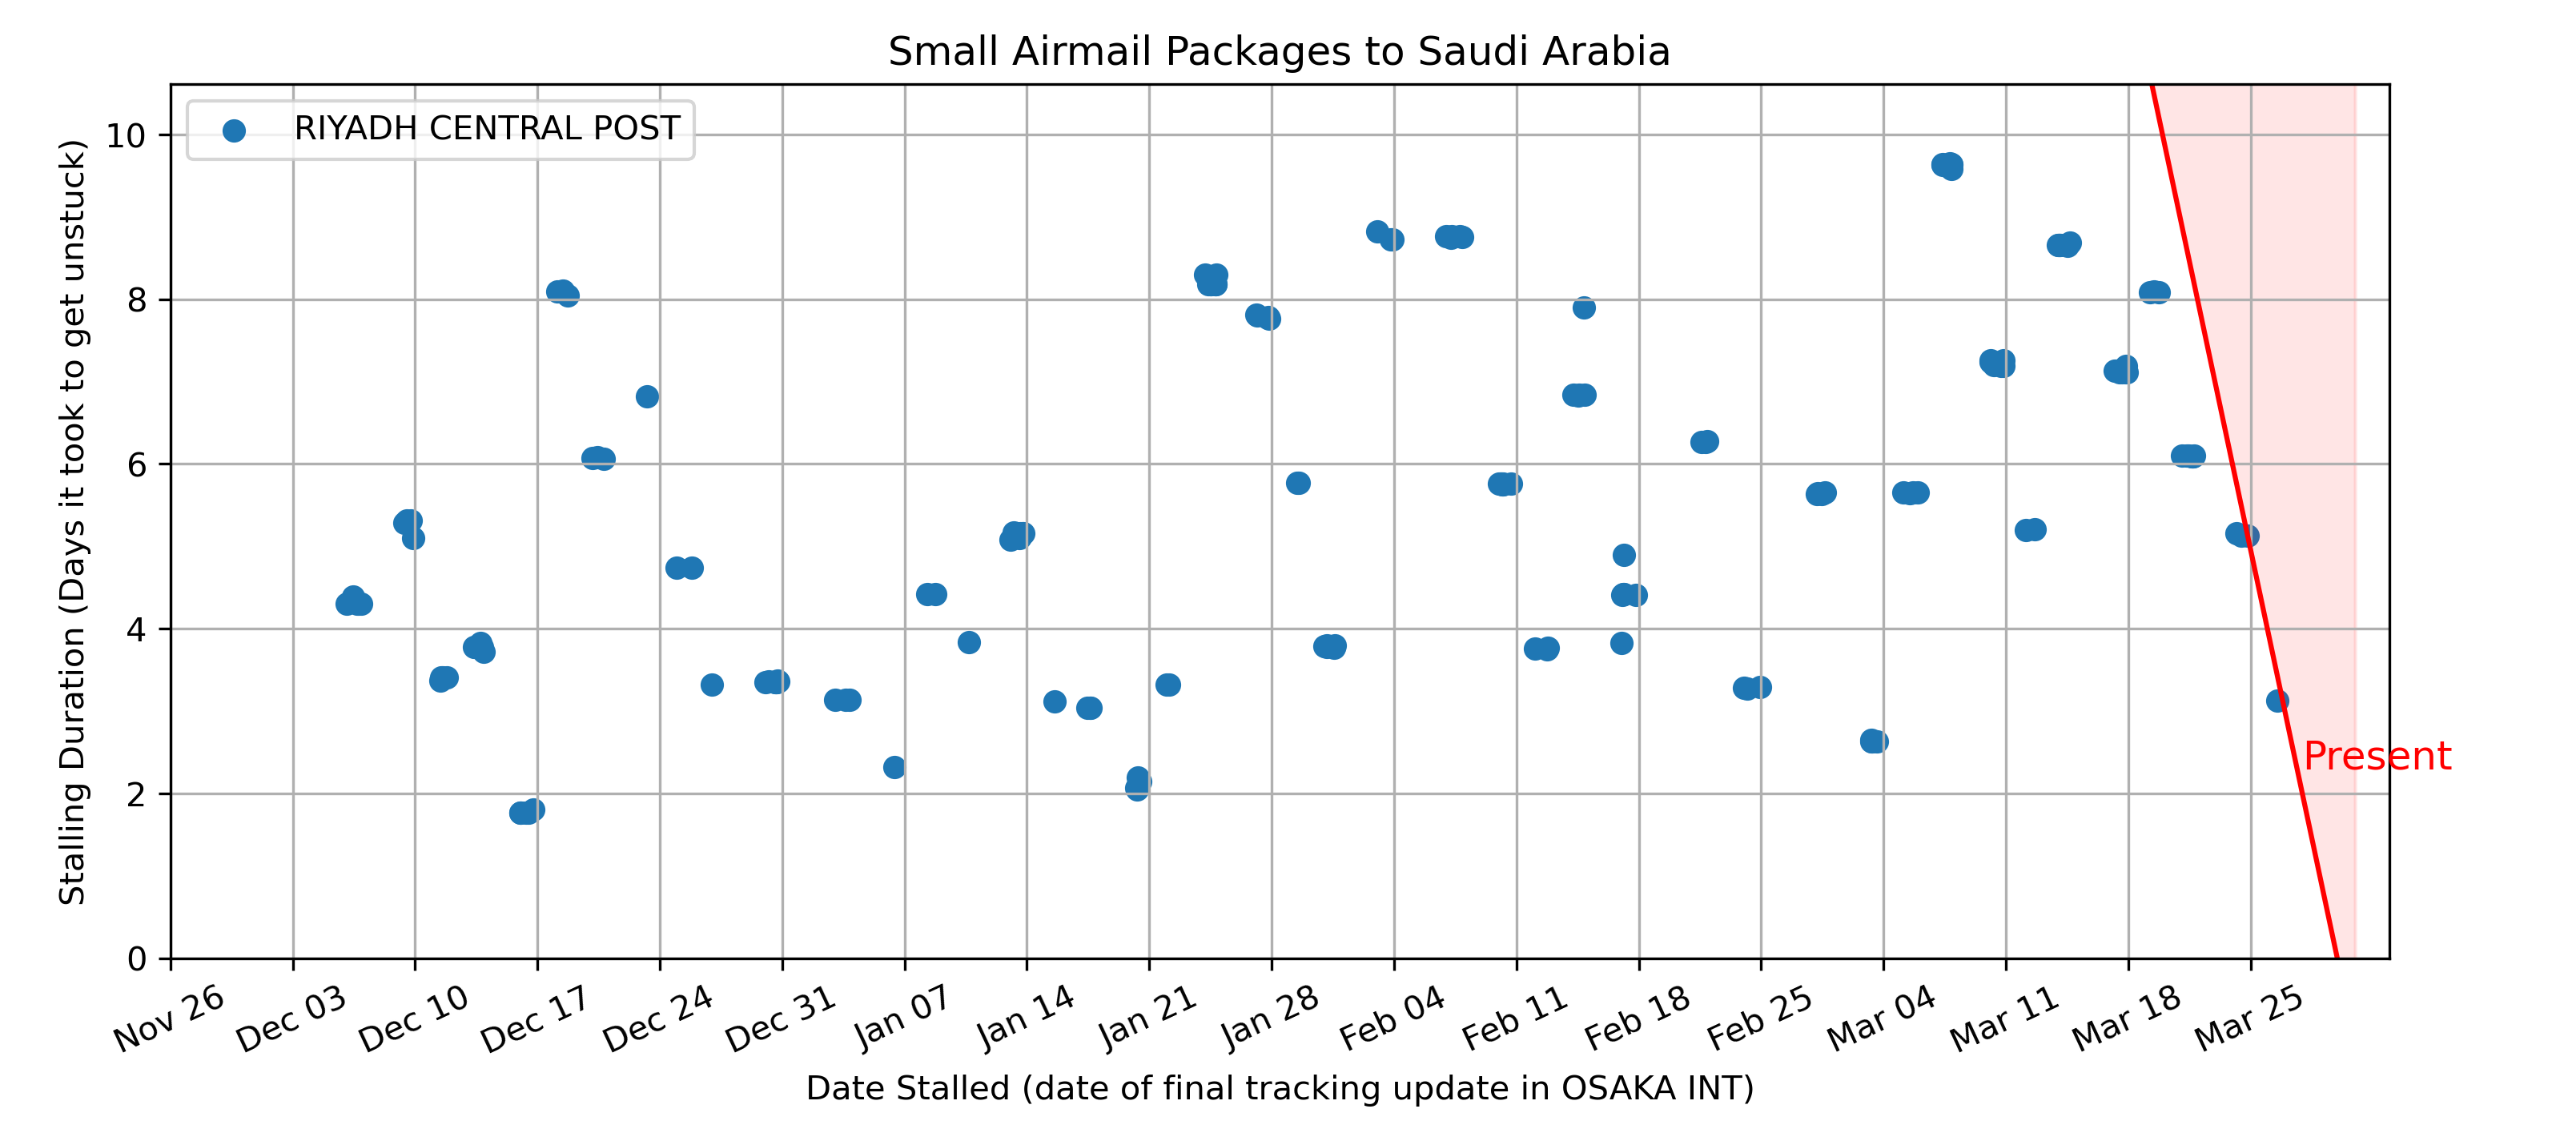 Small Airmail Packages to Saudi Arabia
RIYADH CENTRAL POST
Stalling Duration (Days it took to get unstuck)
10
8
6
4
2
0
Present
Nov 26
Dec 03
Dec 10
Dec 17
Dec 24
Dec 31
Jan 07
Jan 14
Jan 21
Jan 28
Feb 04
Feb 11
Feb 18
Feb 25
Mar 04
Mar 11
Mar 18
Mar 25
Date Stalled (date of final tracking update in OSAKA INT)